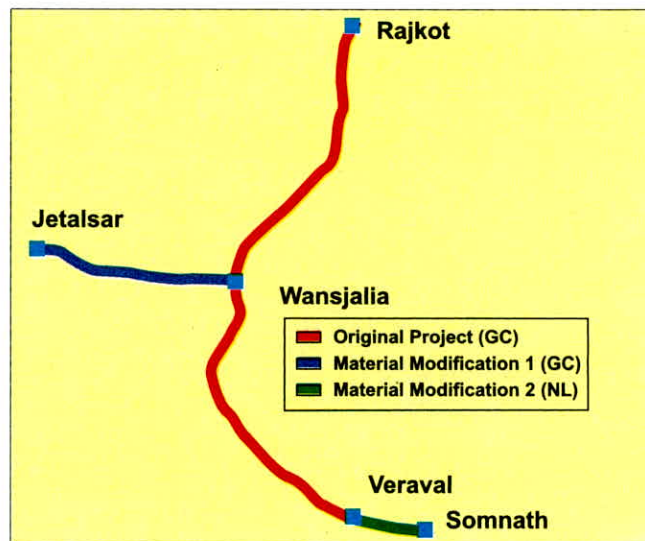 Rajkot
Jetalsar
Wansjalia
Original Project (GC)
Material Modification 1 (GC)
Material Modification 2 (NL)
Veraval
Somnath